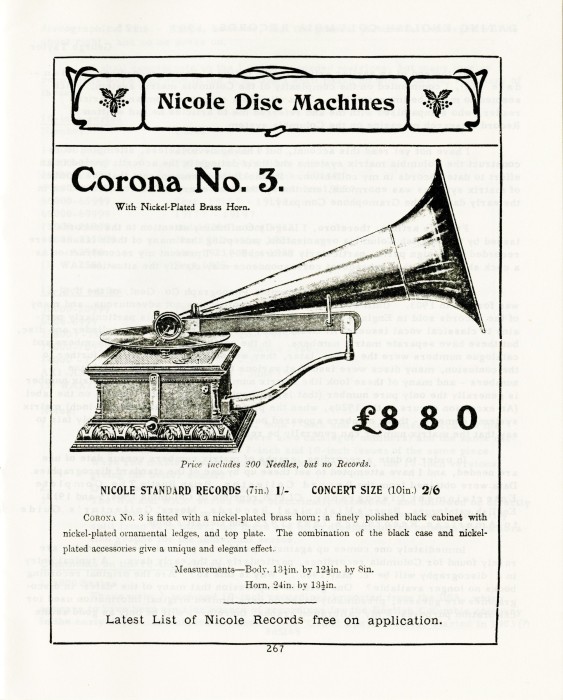 Nicole Disc Machines
Corona No. 3.
With Nickel-Plated Brass Horn.
£8 8 0
Price includes 200 Needles, but no Records.
NICOLE STANDARD RECORDS (7in.) 1/- CONCERT SIZE (10in.) 2/6
Corona No. 3 is fitted with a nickel-plated brass horn; a finely polished black cabinet with
nickel-plated ornamental ledges, and top plate. The combination of the black case and nickel-
plated accessories give a unique and elegant effect.
Measurements—Body, 13½in. by 12½in. by 8in.
Horn, 24in. by 13½in.
Latest List of Nicole Records free on application.
267